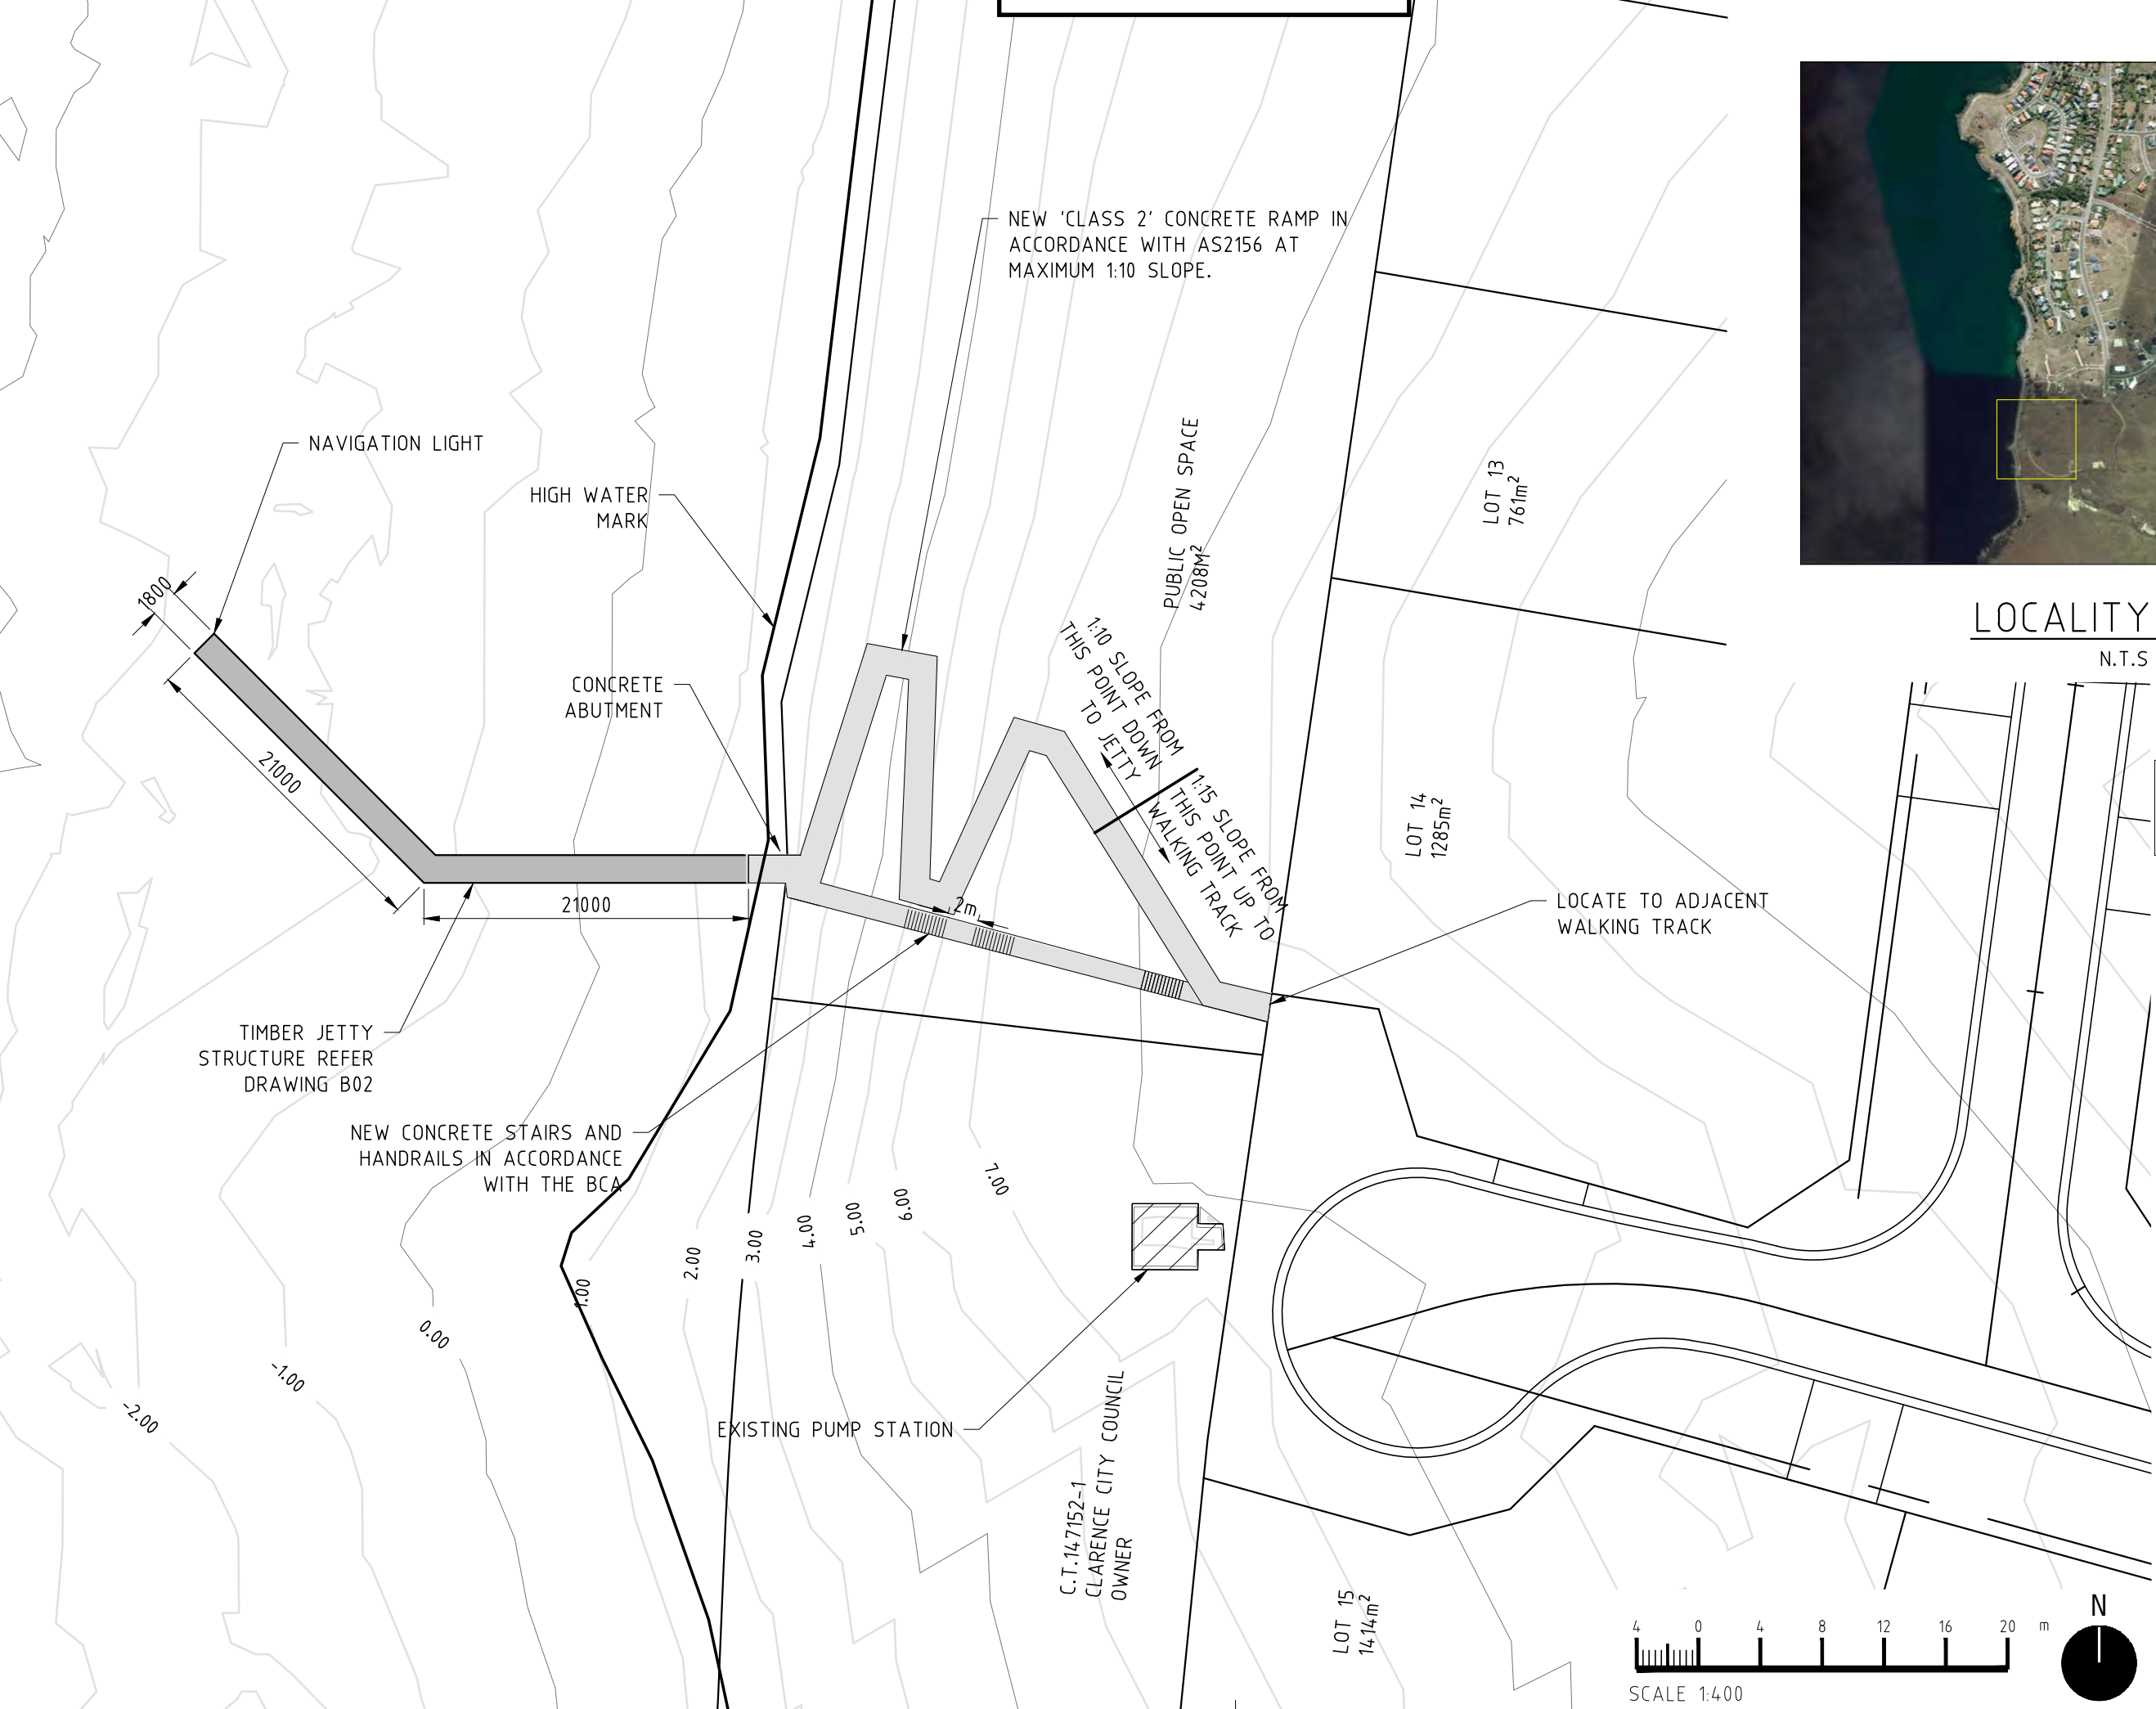 NEW 'CLASS 2' CONCRETE RAMP IN
ACCORDANCE WITH AS2156 AT
MAXIMUM 1:10 SLOPE.
NAVIGATION LIGHT
HIGH WATER
MARK
PUBLIC OPEN SPACE
4208M²
LOT 13
761m²
1800
21000
CONCRETE
ABUTMENT
1:10 SLOPE FROM
THIS POINT DOWN
TO JETTY
1:15 SLOPE FROM
THIS POINT UP TO
WALKING TRACK
LOCALITY
N.T.S
LOT 14
1285m²
21000
2m
LOCATE TO ADJACENT
WALKING TRACK
TIMBER JETTY
STRUCTURE REFER
DRAWING B02
NEW CONCRETE STAIRS AND
HANDRAILS IN ACCORDANCE
WITH THE BCA
-2.00
-1.00
0.00
1.00
2.00
3.00
4.00
5.00
6.00
7.00
EXISTING PUMP STATION
C.T.147152-1
CLARENCE CITY COUNCIL
OWNER
LOT 15
1414m²
4 0 4 8 12 16 20 m
SCALE 1:400
N